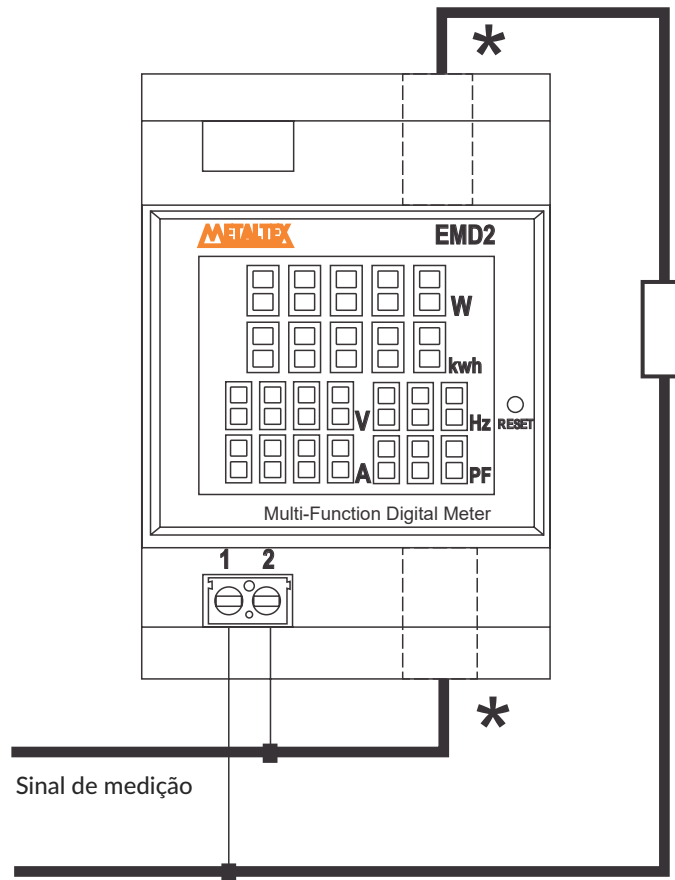 *
METALTEX EMD2
W
kwh
V Hz RESET
A PF
Multi-Function Digital Meter
1 2
*
Sinal de medição